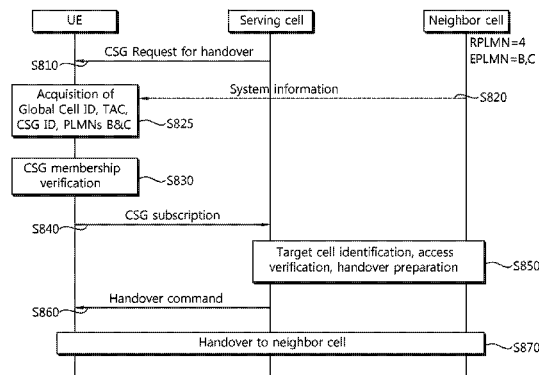 UE
Serving cell
Neighbor cell
RPLMN=4
EPLMN=B,C
CSG Request for handover
S810
System information
S820
Acquisition of
Global Cell ID, TAC,
CSG ID, PLMNs B&C
S825
CSG membership
verification
S830
CSG subscription
S840
Target cell identification, access
verification, handover preparation
S850
Handover command
S860
Handover to neighbor cell
S870